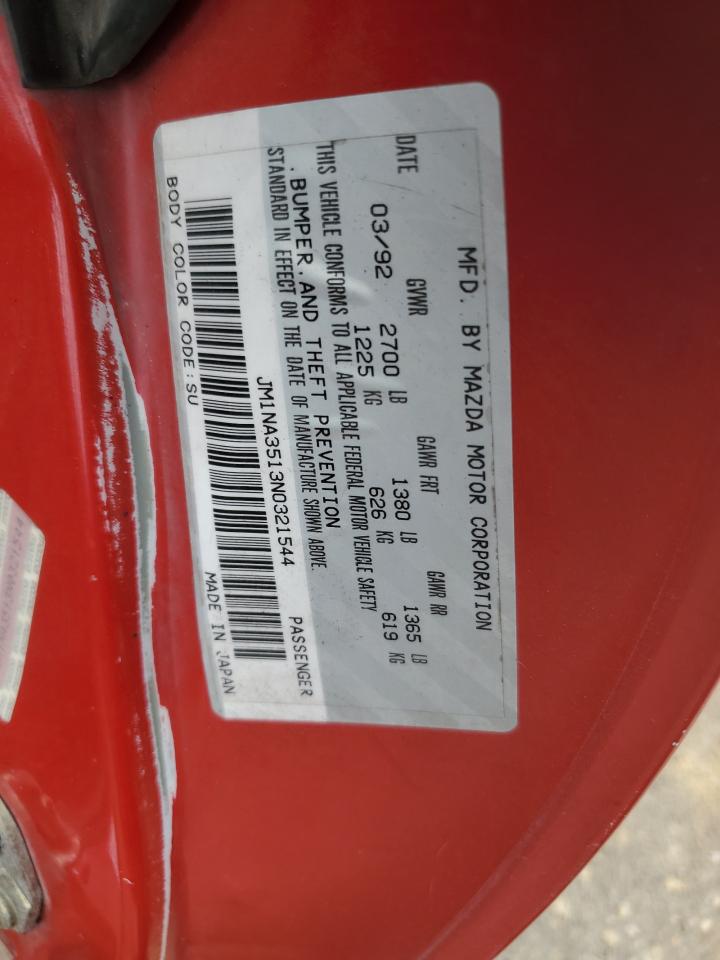 MFD. BY MAZDA MOTOR CORPORATION
DATE GVWR GAWR FRT GAWR RR
03/92 2700 LB 1380 LB 1365 LB
1225 KG 626 KG 619 KG
THIS VEHICLE CONFORMS TO ALL APPLICABLE FEDERAL MOTOR VEHICLE SAFETY
.BUMPER.AND THEFT PREVENTION
STANDARD IN EFFECT ON THE DATE OF MANUFACTURE SHOWN ABOVE.
JM1NA3513N0321544 PASSENGER
BODY COLOR CODE:SU MADE IN JAPAN